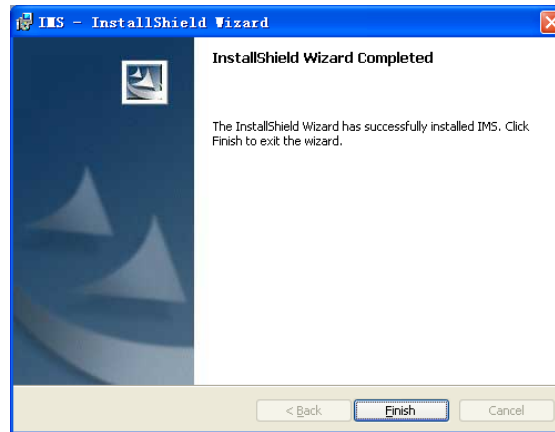 IMS - InstallShield Wizard
InstallShield Wizard Completed
The InstallShield Wizard has successfully installed IMS. Click
Finish to exit the wizard.
< Back
Finish
Cancel